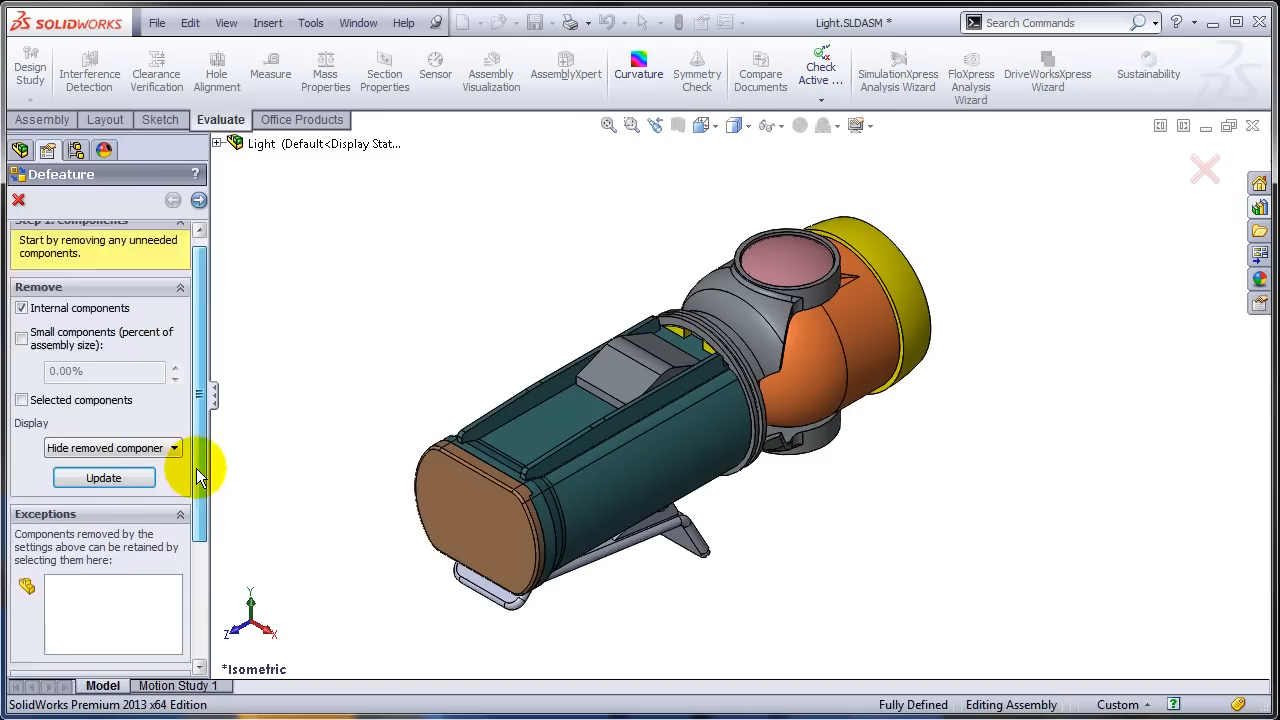 SOLIDWORKS File Edit View Insert Tools Window Help Light.SLDASM * Search Commands
Design Study
Interference Detection
Clearance Verification
Hole Alignment
Measure
Mass Properties
Section Properties
Sensor
Assembly Visualization
AssemblyXpert
Curvature
Symmetry Check
Compare Documents
Check Active ...
SimulationXpress Analysis Wizard
FloXpress Analysis Wizard
DriveWorksXpress Wizard
Sustainability
Assembly Layout Sketch Evaluate Office Products
Light (Default<Display Stat...
Defeature ?
Step 1: Components
Start by removing any unneeded
components.
Remove
Internal components
Small components (percent of
assembly size):
0.00%
Selected components
Display
Hide removed componer
Update
Exceptions
Components removed by the
settings above can be retained by
selecting them here:
Y
Z X
*Isometric
Model Motion Study 1
SolidWorks Premium 2013 x64 Edition Fully Defined Editing Assembly Custom ?